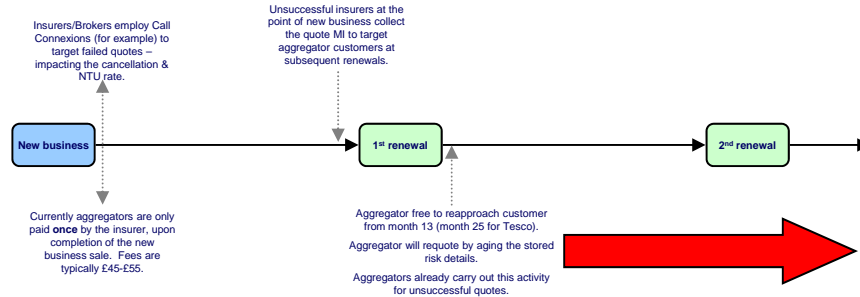 Insurers/Brokers employ Call
Connexions (for example) to
target failed quotes –
impacting the cancellation &
NTU rate.
Unsuccessful insurers at the
point of new business collect
the quote MI to target
aggregator customers at
subsequent renewals.
New business
1st renewal
2nd renewal
Currently aggregators are only
paid once by the insurer, upon
completion of the new
business sale.  Fees are
typically £45-£55.
Aggregator free to reapproach customer
from month 13 (month 25 for Tesco).
Aggregator will requote by aging the stored
risk details.
Aggregators already carry out this activity
for unsuccessful quotes.